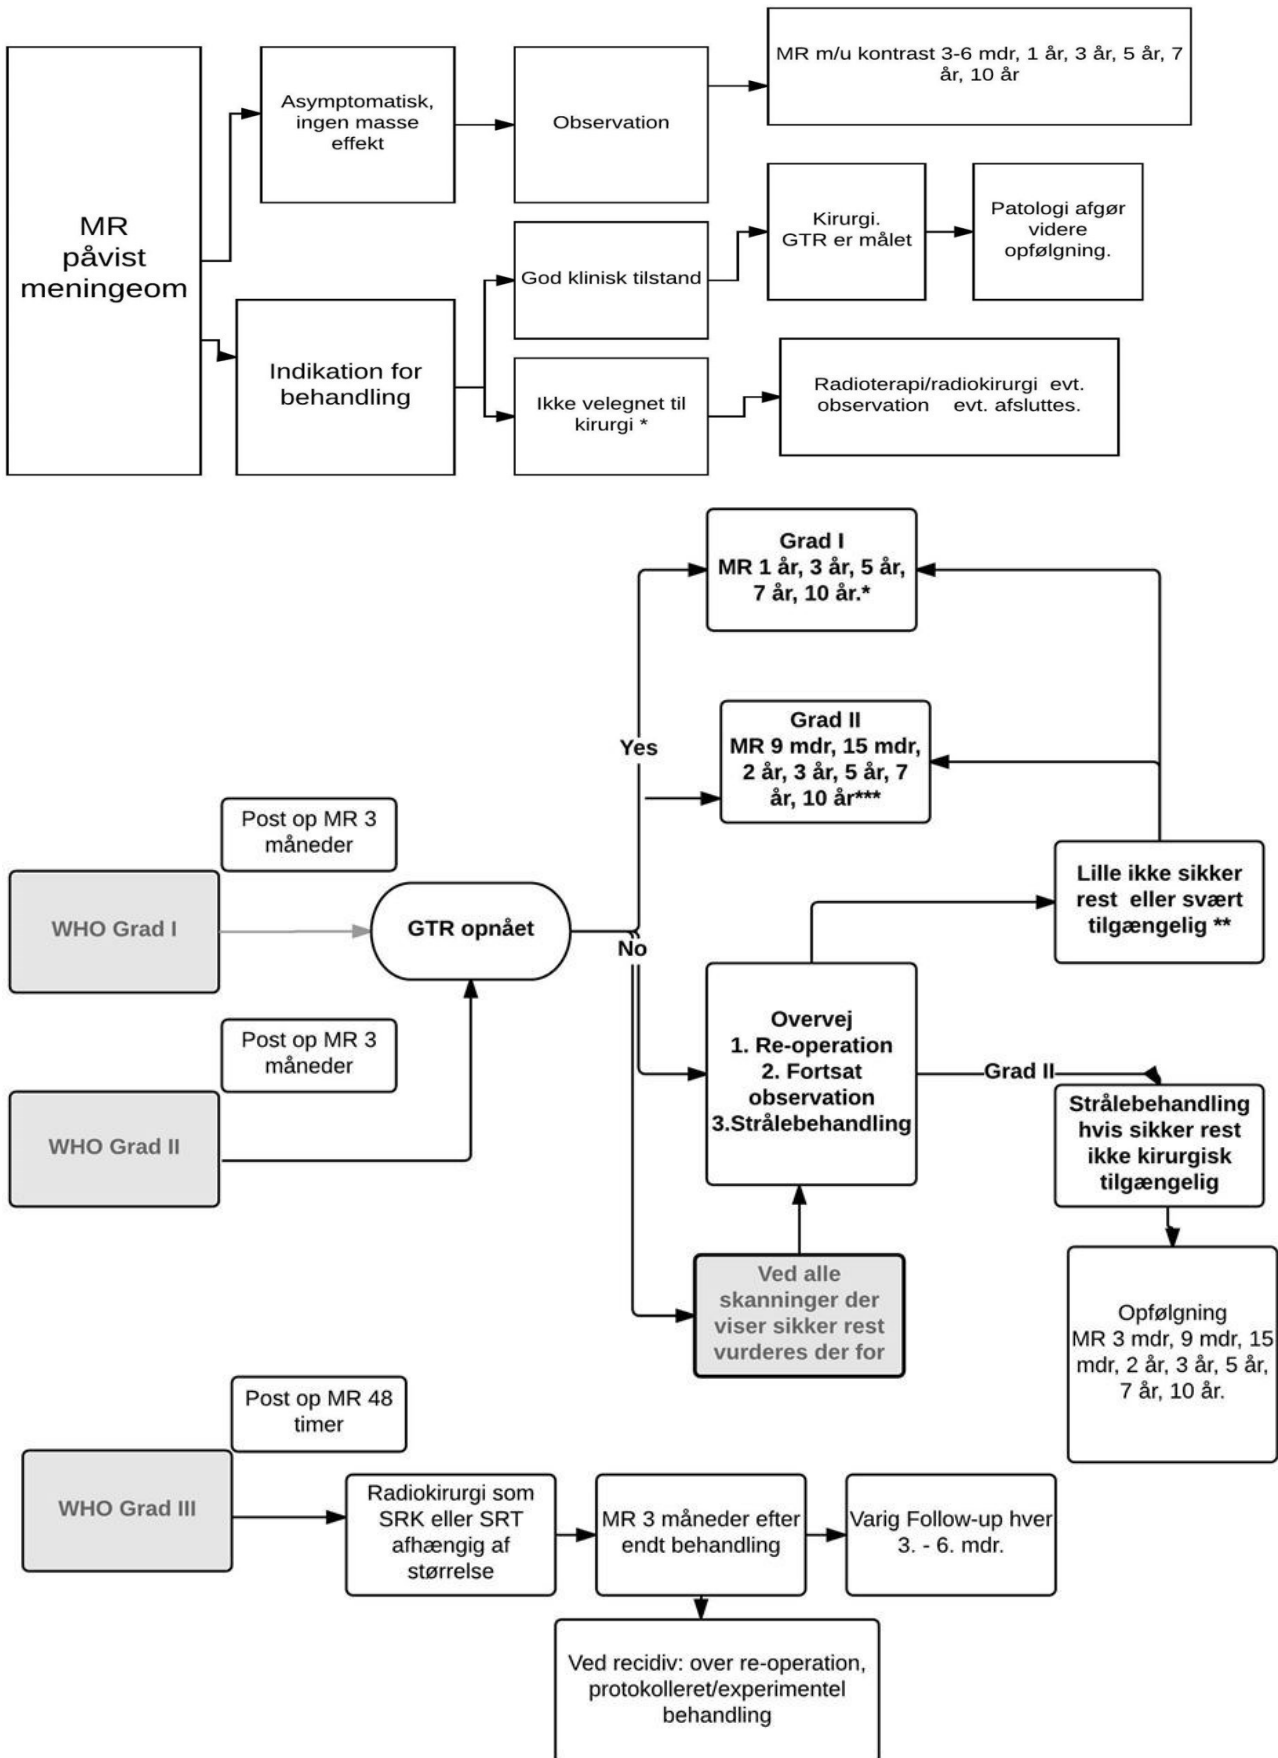 MR
påvist
meningeom
Asymptomatisk,
ingen masse
effekt
Observation
MR m/u kontrast 3-6 mdr, 1 år, 3 år, 5 år, 7
år, 10 år
Indikation for
behandling
God klinisk tilstand
Kirurgi.
GTR er målet
Patologi afgør
videre
opfølgning.
Ikke velegnet til
kirurgi *
Radioterapi/radiokirurgi evt.
observation evt. afsluttes.
Grad I
MR 1 år, 3 år, 5 år,
7 år, 10 år.*
Grad II
MR 9 mdr, 15 mdr,
2 år, 3 år, 5 år, 7
år, 10 år***
Yes
Post op MR 3
måneder
WHO Grad I
GTR opnået
No
Lille ikke sikker
rest eller svært
tilgængelig **
Post op MR 3
måneder
WHO Grad II
Overvej
1. Re-operation
2. Fortsat
observation
3.Strålebehandling
Grad II
Strålebehandling
hvis sikker rest
ikke kirurgisk
tilgængelig
Ved alle
skanninger der
viser sikker rest
vurderes der for
Opfølgning
MR 3 mdr, 9 mdr, 15
mdr, 2 år, 3 år, 5 år,
7 år, 10 år.
Post op MR 48
timer
WHO Grad III
Radiokirurgi som
SRK eller SRT
afhængig af
størrelse
MR 3 måneder efter
endt behandling
Varig Follow-up hver
3. - 6. mdr.
Ved recidiv: over re-operation,
protokolleret/experimentel
behandling